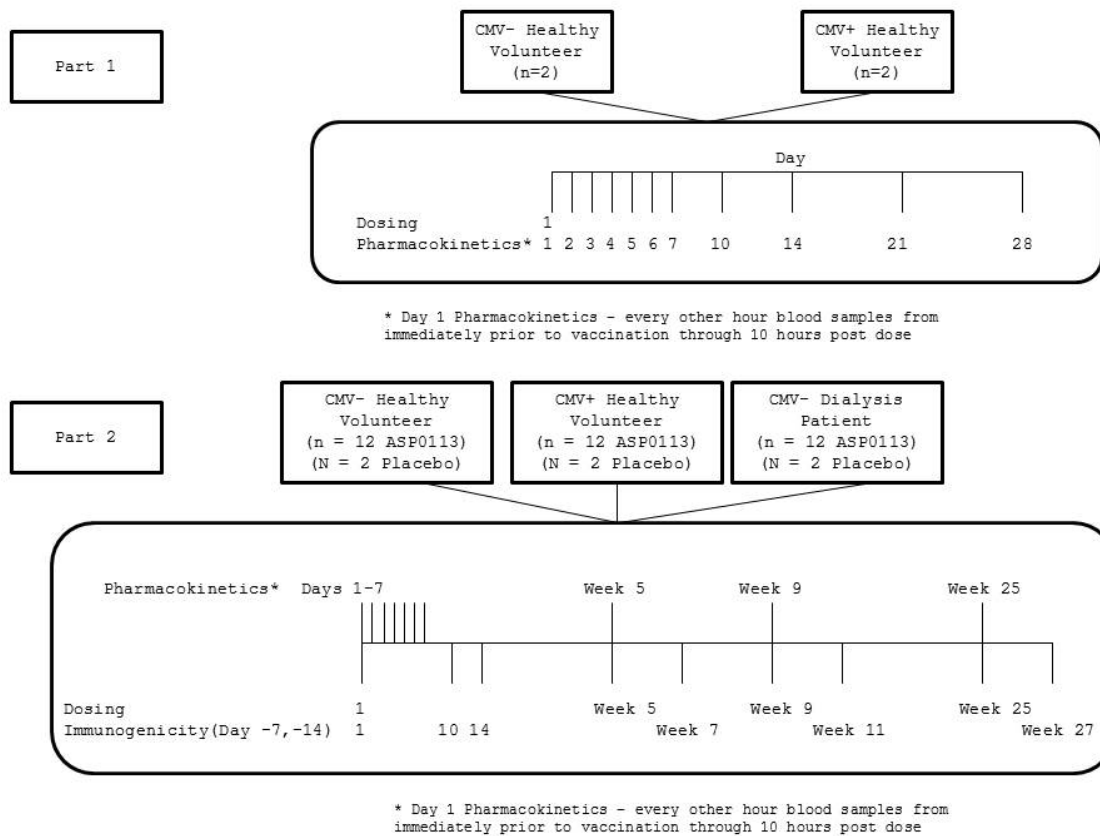 Part 1
CMV- Healthy
Volunteer
(n=2)
CMV+ Healthy
Volunteer
(n=2)
Day
Dosing 1
Pharmacokinetics* 1 2 3 4 5 6 7 10 14 21 28
* Day 1 Pharmacokinetics - every other hour blood samples from
immediately prior to vaccination through 10 hours post dose
Part 2
CMV- Healthy
Volunteer
(n = 12 ASP0113)
(N = 2 Placebo)
CMV+ Healthy
Volunteer
(n = 12 ASP0113)
(N = 2 Placebo)
CMV- Dialysis
Patient
(n = 12 ASP0113)
(N = 2 Placebo)
Pharmacokinetics* Days 1-7 Week 5 Week 9 Week 25
Dosing 1 Week 5 Week 9 Week 25
Immunogenicity(Day -7,-14) 1 10 14 Week 7 Week 11 Week 27
* Day 1 Pharmacokinetics - every other hour blood samples from
immediately prior to vaccination through 10 hours post dose